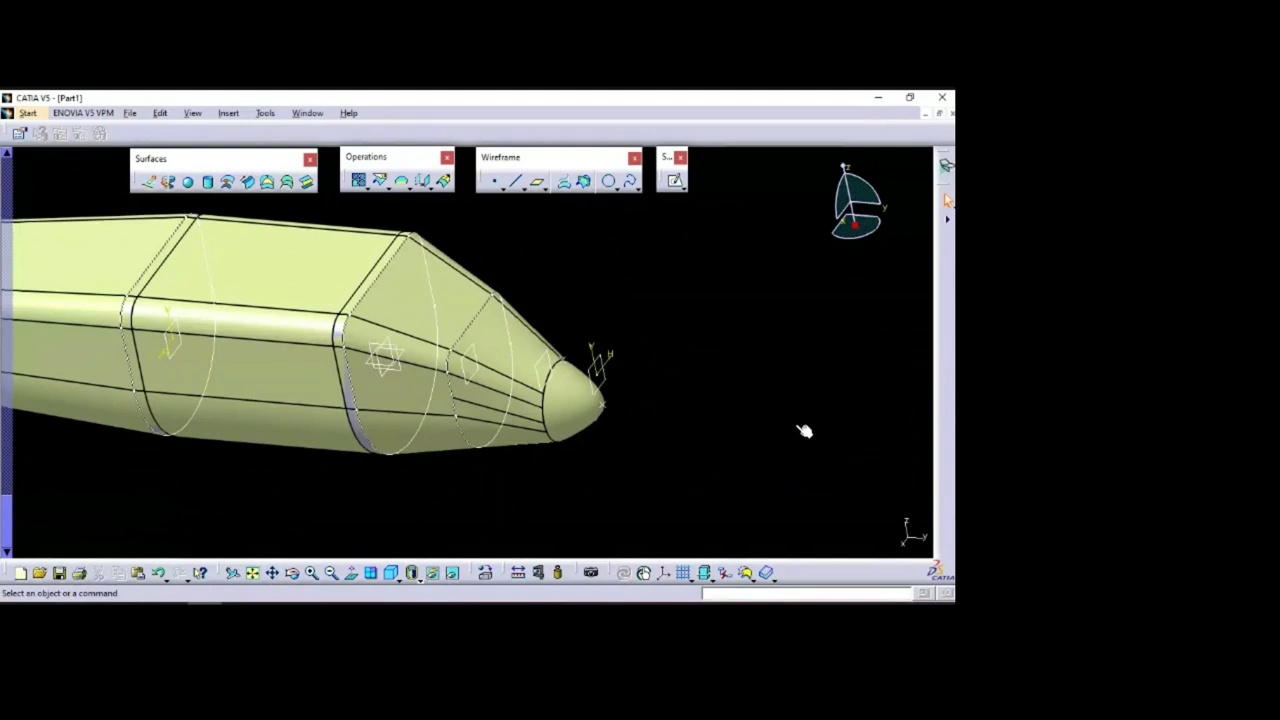 CATIA V5 - [Part1]
Start ENOVIA V5 VPM File Edit View Insert Tools Window Help
Surfaces
Operations
Wireframe
S...
z
y
x
Y
H
z
y
x
CATIA
Select an object or a command